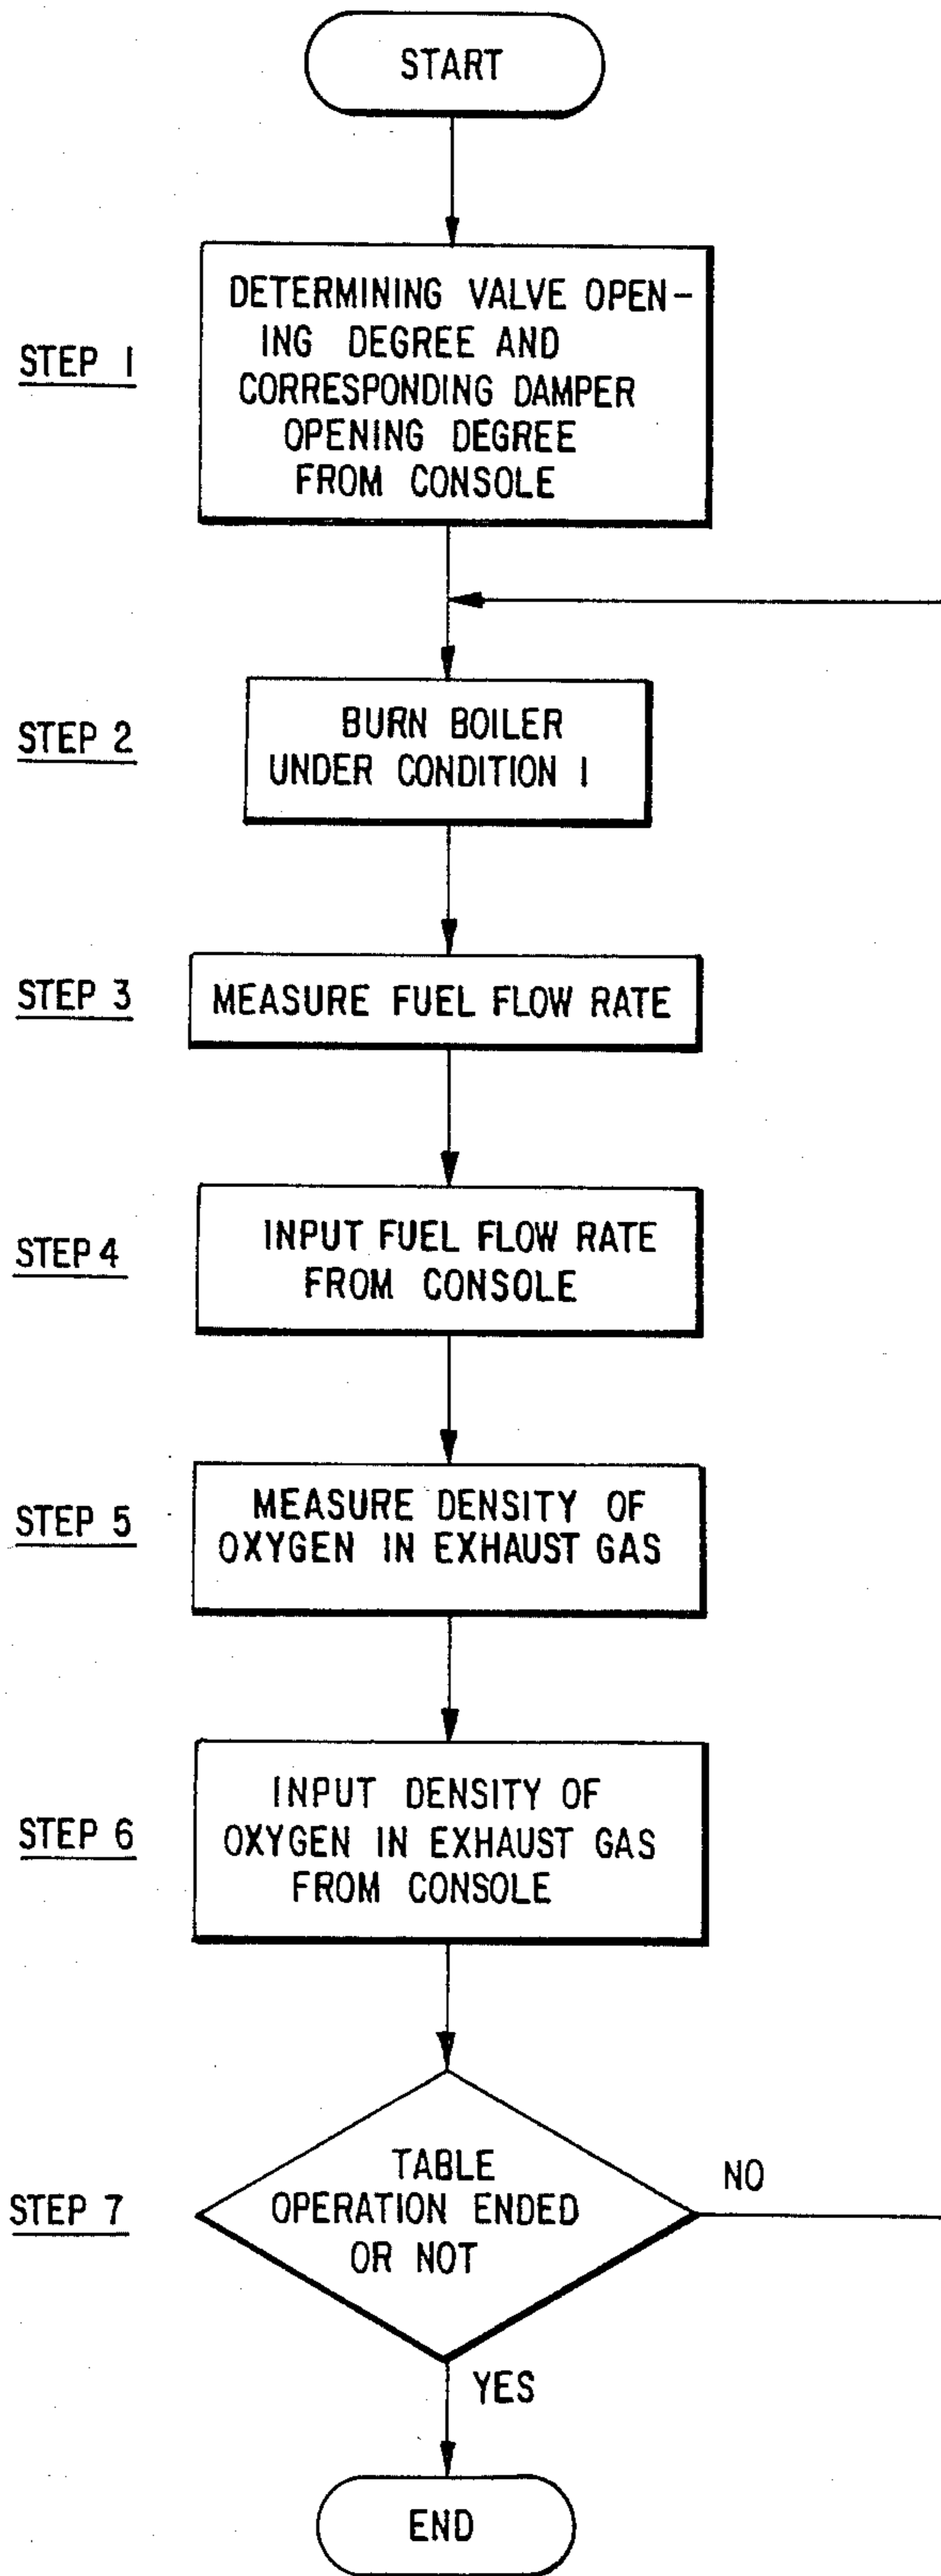 START
STEP 1
DETERMINING VALVE OPEN-
ING DEGREE AND
CORRESPONDING DAMPER
OPENING DEGREE
FROM CONSOLE
STEP 2
BURN BOILER
UNDER CONDITION 1
STEP 3
MEASURE FUEL FLOW RATE
STEP 4
INPUT FUEL FLOW RATE
FROM CONSOLE
STEP 5
MEASURE DENSITY OF
OXYGEN IN EXHAUST GAS
STEP 6
INPUT DENSITY OF
OXYGEN IN EXHAUST GAS
FROM CONSOLE
STEP 7
TABLE
OPERATION ENDED
OR NOT
NO
YES
END